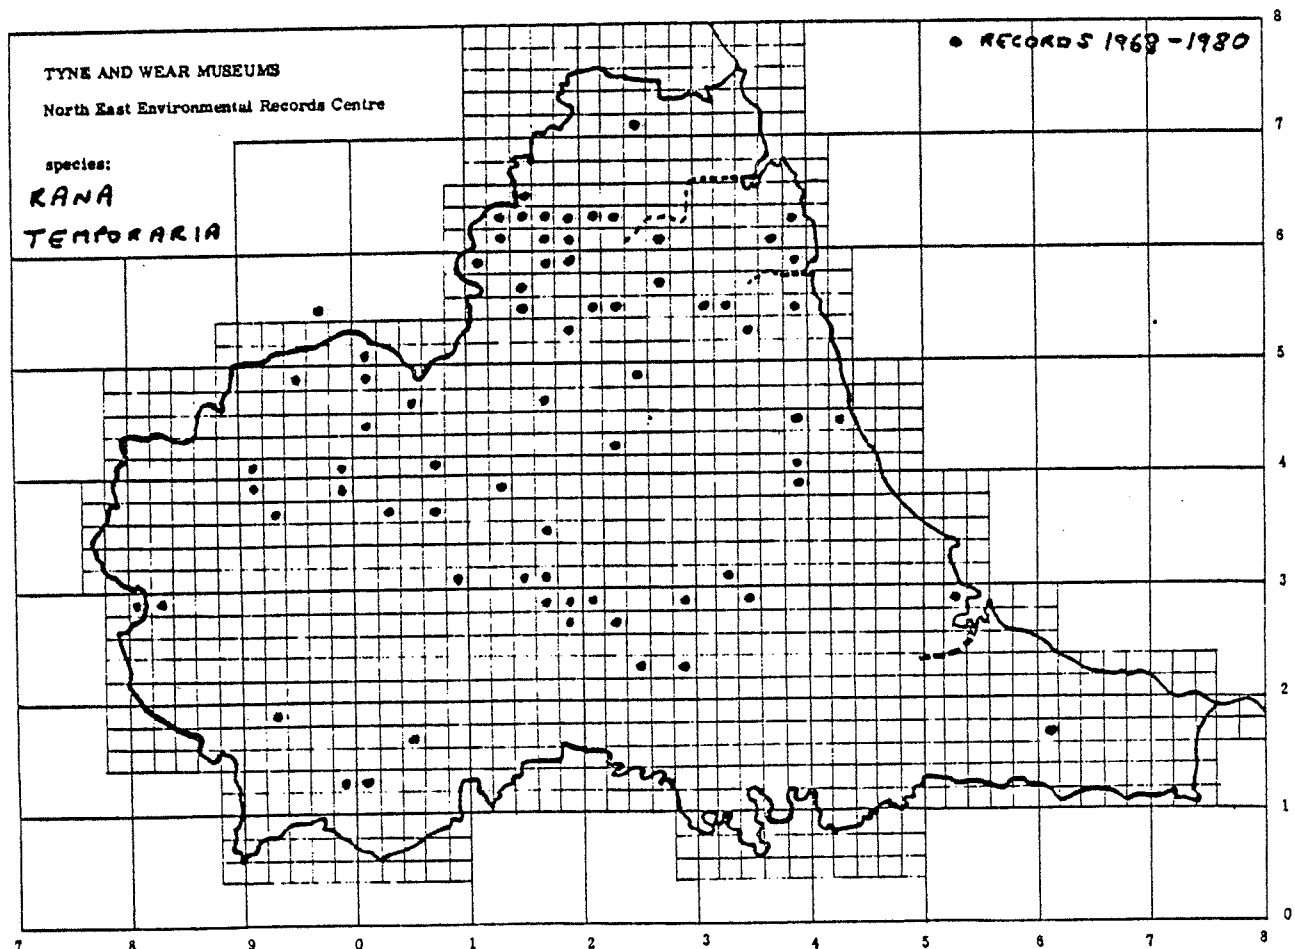 TYNE AND WEAR MUSEUMS
North East Environmental Records Centre
species:
RANA
TEMPORARIA
• RECORDS 1968-1980
8
7
6
5
4
3
2
1
0
7 8 9 0 1 2 3 4 5 6 7 8